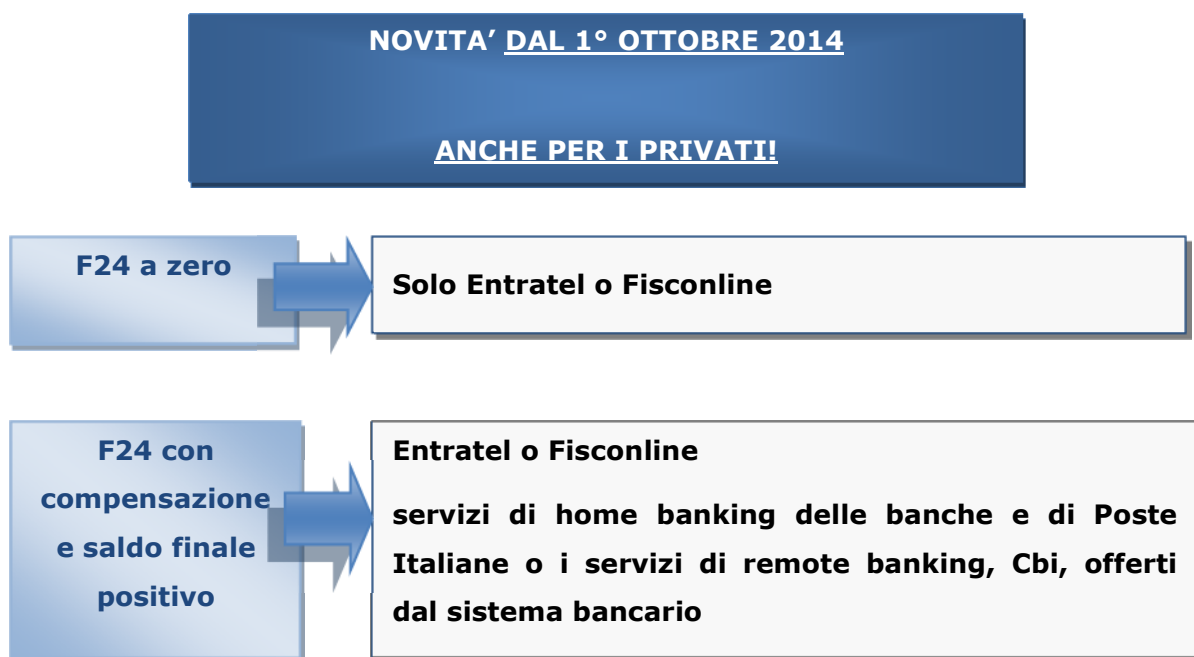 NOVITA’ DAL 1° OTTOBRE 2014
ANCHE PER I PRIVATI!
F24 a zero
Solo Entratel o Fisconline
F24 con
compensazione
e saldo finale
positivo
Entratel o Fisconline
servizi di home banking delle banche e di Poste
Italiane o i servizi di remote banking, Cbi, offerti
dal sistema bancario